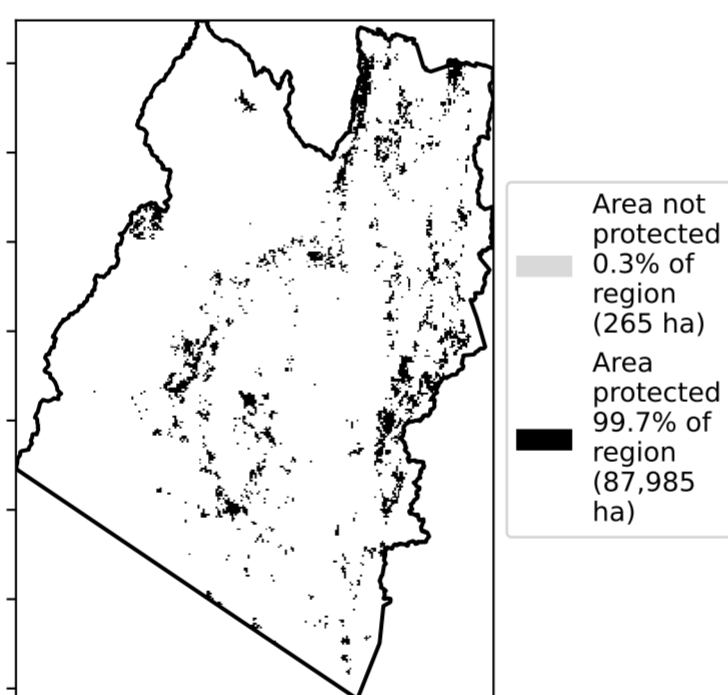 Area not
protected
0.3% of
region
(265 ha)
Area
protected
99.7% of
region
(87,985
ha)